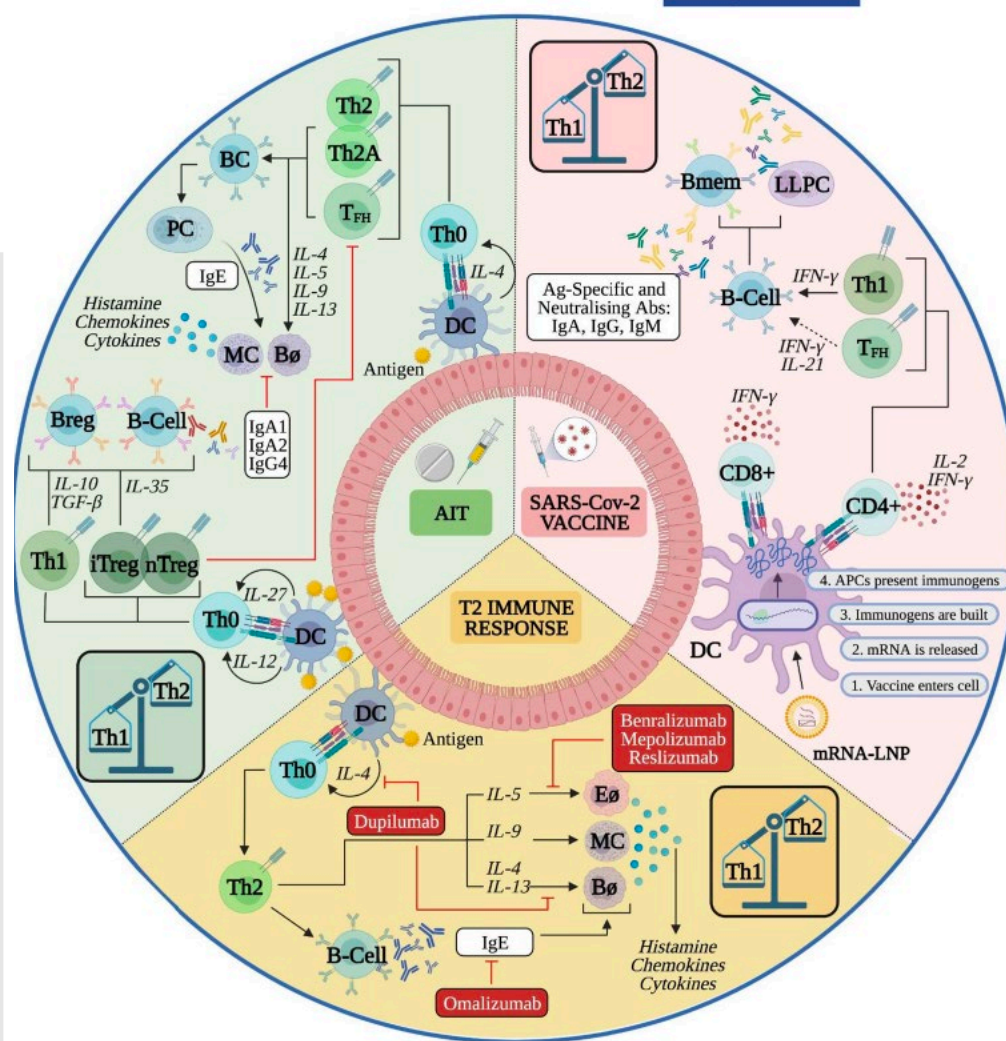 Th2
Th2A
TFH
BC
PC
IgE
IL-4
IL-5
IL-9
IL-13
Histamine
Chemokines
Cytokines
MC
Bø
Th0
IL-4
DC
Antigen
Breg
B-Cell
IgA1
IgA2
IgG4
IL-10
TGF-β
IL-35
Th1
iTreg
nTreg
Th0
IL-27
IL-12
DC
Th2
Th1
AIT
SARS-Cov-2
VACCINE
T2 IMMUNE
RESPONSE
Th2
Th1
Bmem
LLPC
Ag-Specific and
Neutralising Abs:
IgA, IgG, IgM
B-Cell
IFN-γ
Th1
IFN-γ
IL-21
TFH
IFN-γ
CD8+
IL-2
IFN-γ
CD4+
4. APCs present immunogens
3. Immunogens are built
2. mRNA is released
1. Vaccine enters cell
DC
mRNA-LNP
DC
Antigen
Th0
IL-4
Dupilumab
Benralizumab
Mepolizumab
Reslizumab
IL-5
Eø
IL-9
MC
IL-4
IL-13
Bø
Th2
B-Cell
IgE
Omalizumab
Histamine
Chemokines
Cytokines
Th2
Th1